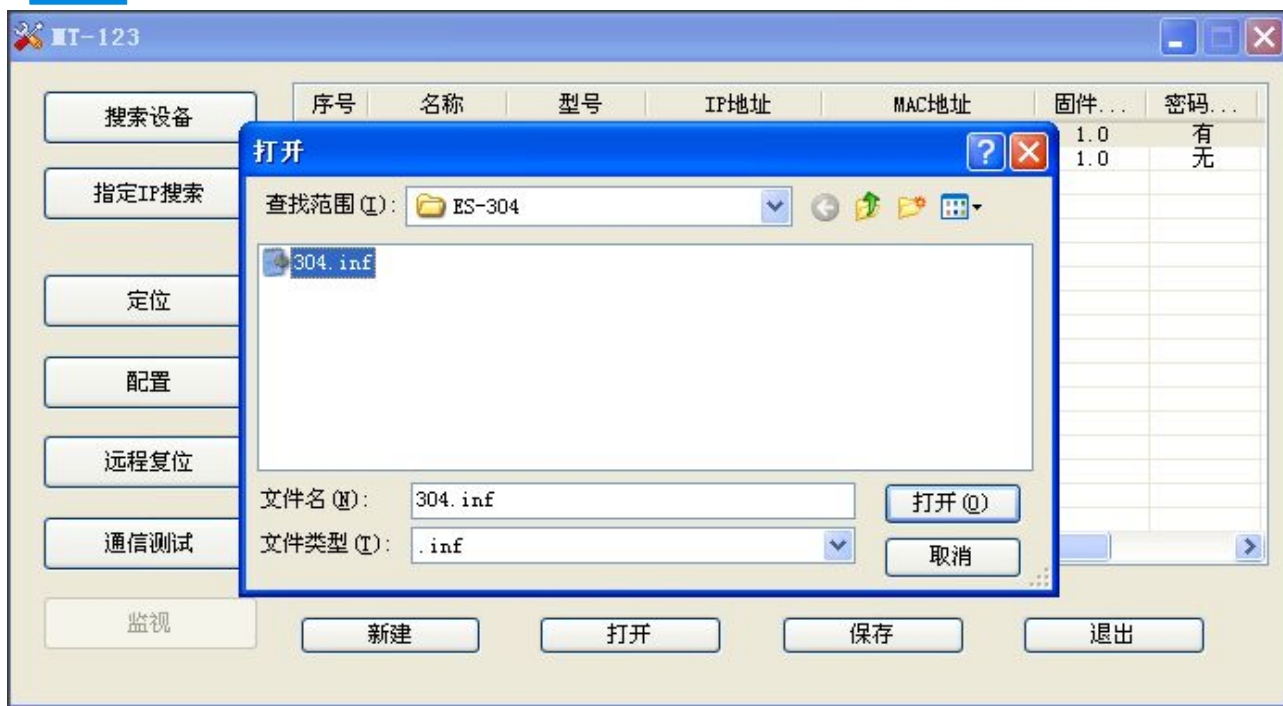 MT-123
搜索设备
序号 名称 型号 IP地址 MAC地址 固件... 密码...
1.0 有
1.0 无
打开
指定IP搜索
查找范围(I): ES-304
304.inf
定位
配置
远程复位
文件名(N): 304.inf 打开(O)
通信测试
文件类型(T): .inf 取消
监视
新建 打开 保存 退出